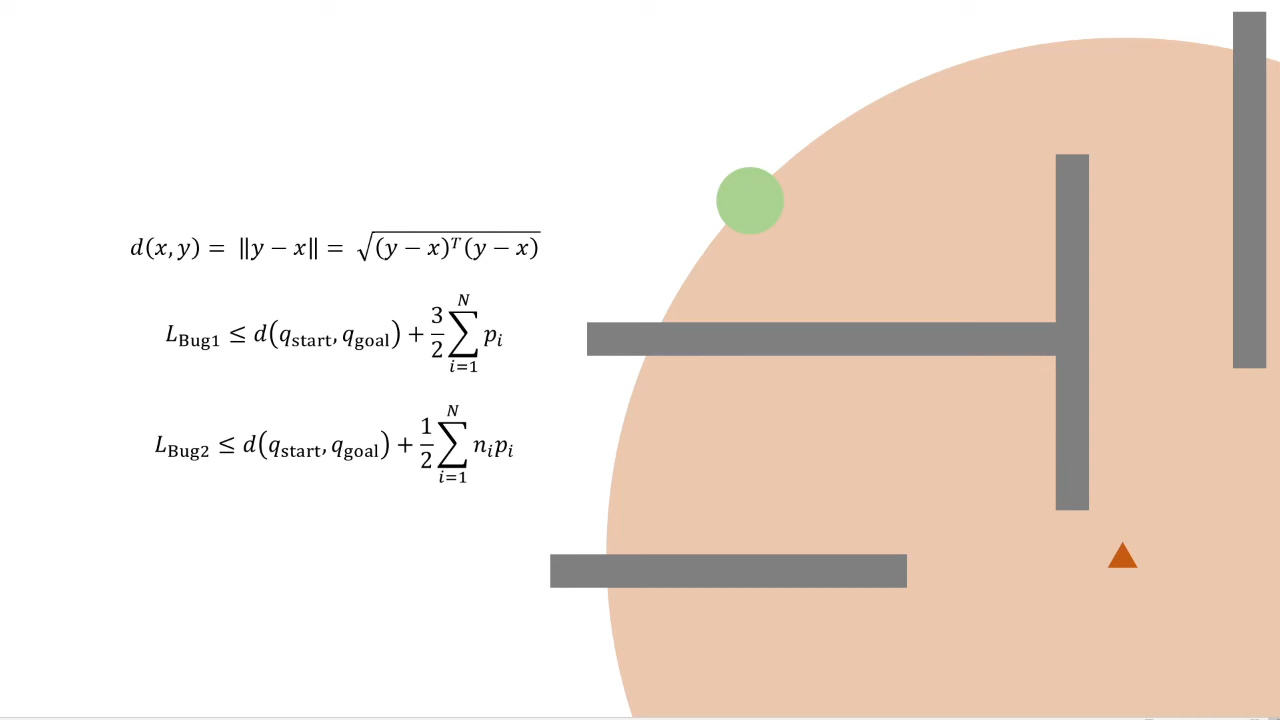 d(x, y) = ‖y − x‖ = √((y − x)ᵀ(y − x))
L_Bug1 ≤ d(q_start, q_goal) + 3/2 ∑_{i=1}^{N} p_i
L_Bug2 ≤ d(q_start, q_goal) + 1/2 ∑_{i=1}^{N} n_i p_i